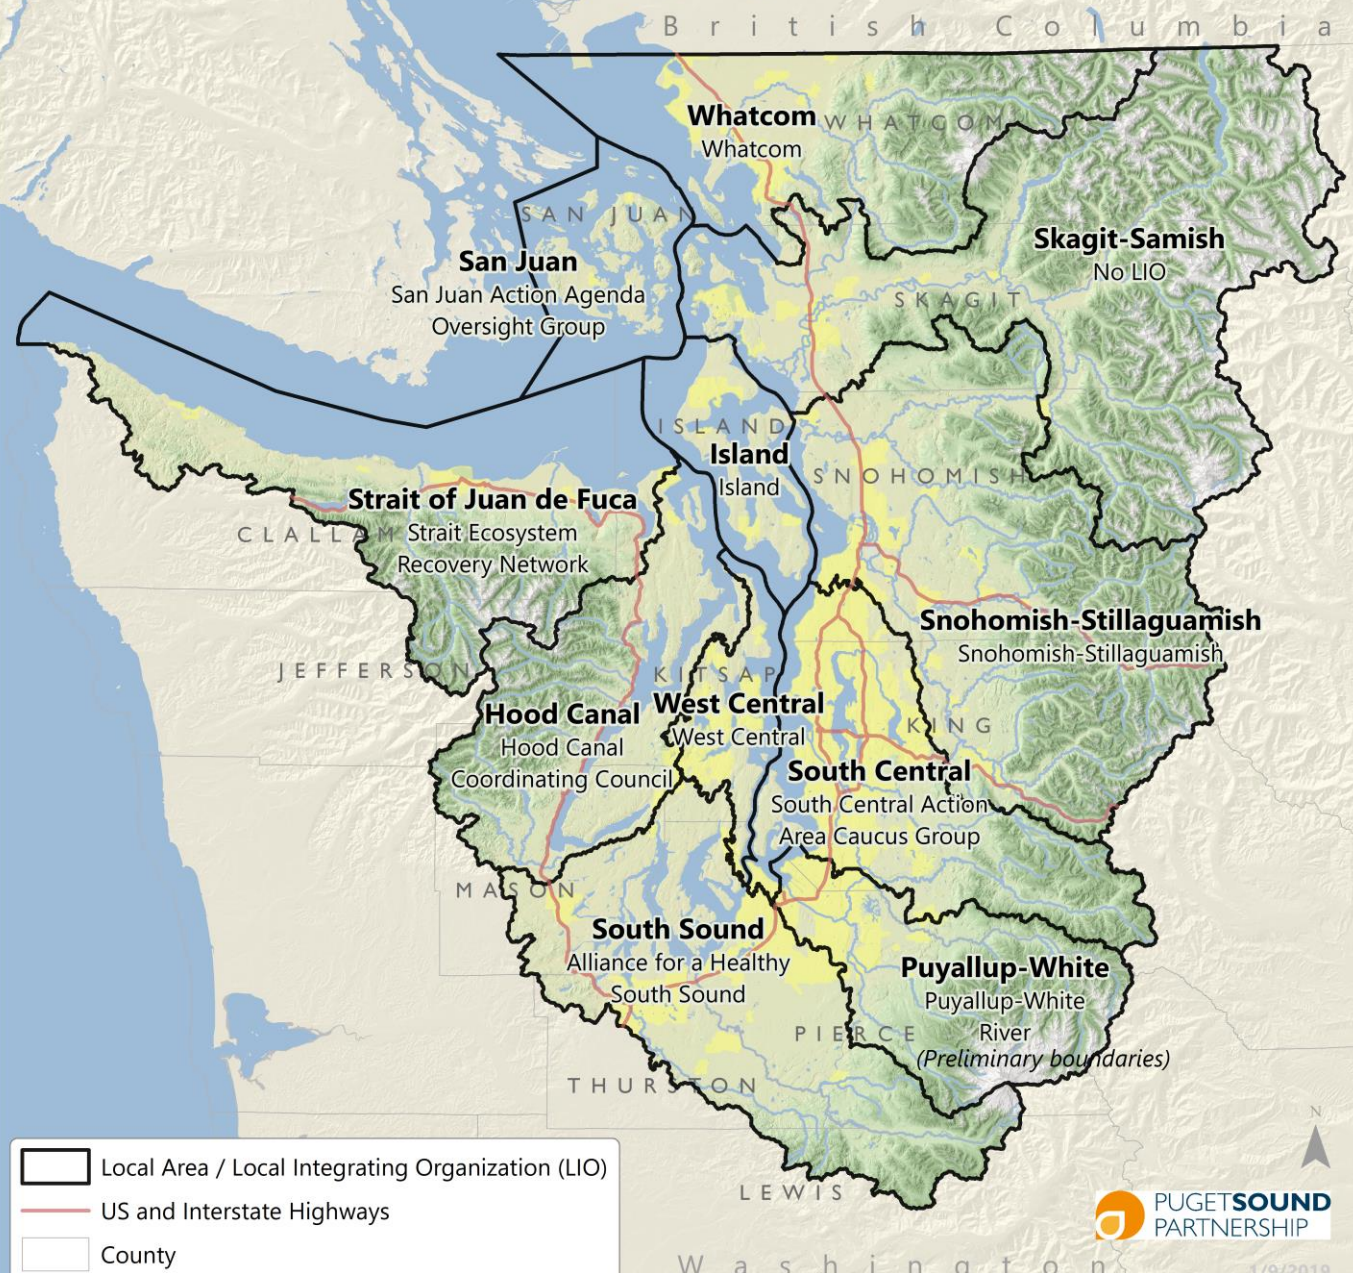 British Columbia
Whatcom
Whatcom
WHATCOM
SAN JUAN
San Juan
San Juan Action Agenda
Oversight Group
Skagit-Samish
No LIO
SKAGIT
ISLAND
Island
Island
SNOHOMISH
Strait of Juan de Fuca
Strait Ecosystem
Recovery Network
CLALLAM
Snohomish-Stillaguamish
Snohomish-Stillaguamish
JEFFERSON
KITSAP
Hood Canal
Hood Canal
Coordinating Council
West Central
West Central
KING
South Central
South Central Action
Area Caucus Group
MASON
South Sound
Alliance for a Healthy
South Sound
Puyallup-White
Puyallup-White
River
(Preliminary boundaries)
PIERCE
THURSTON
LEWIS
Washington
N
Local Area / Local Integrating Organization (LIO)
US and Interstate Highways
County
PUGETSOUND
PARTNERSHIP
1/9/2019